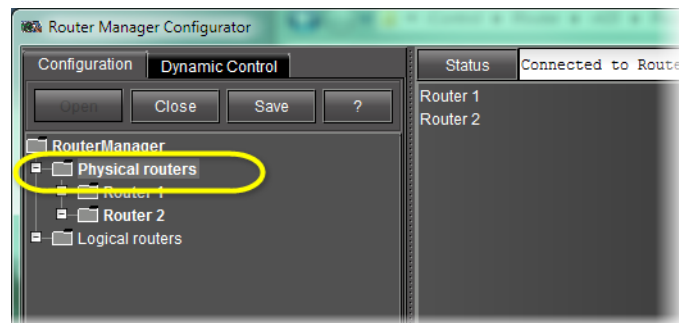 Router Manager Configurator
Configuration
Dynamic Control
Status
Connected to Route
Open
Close
Save
?
Router 1
Router 2
RouterManager
Physical routers
Router 1
Router 2
Logical routers